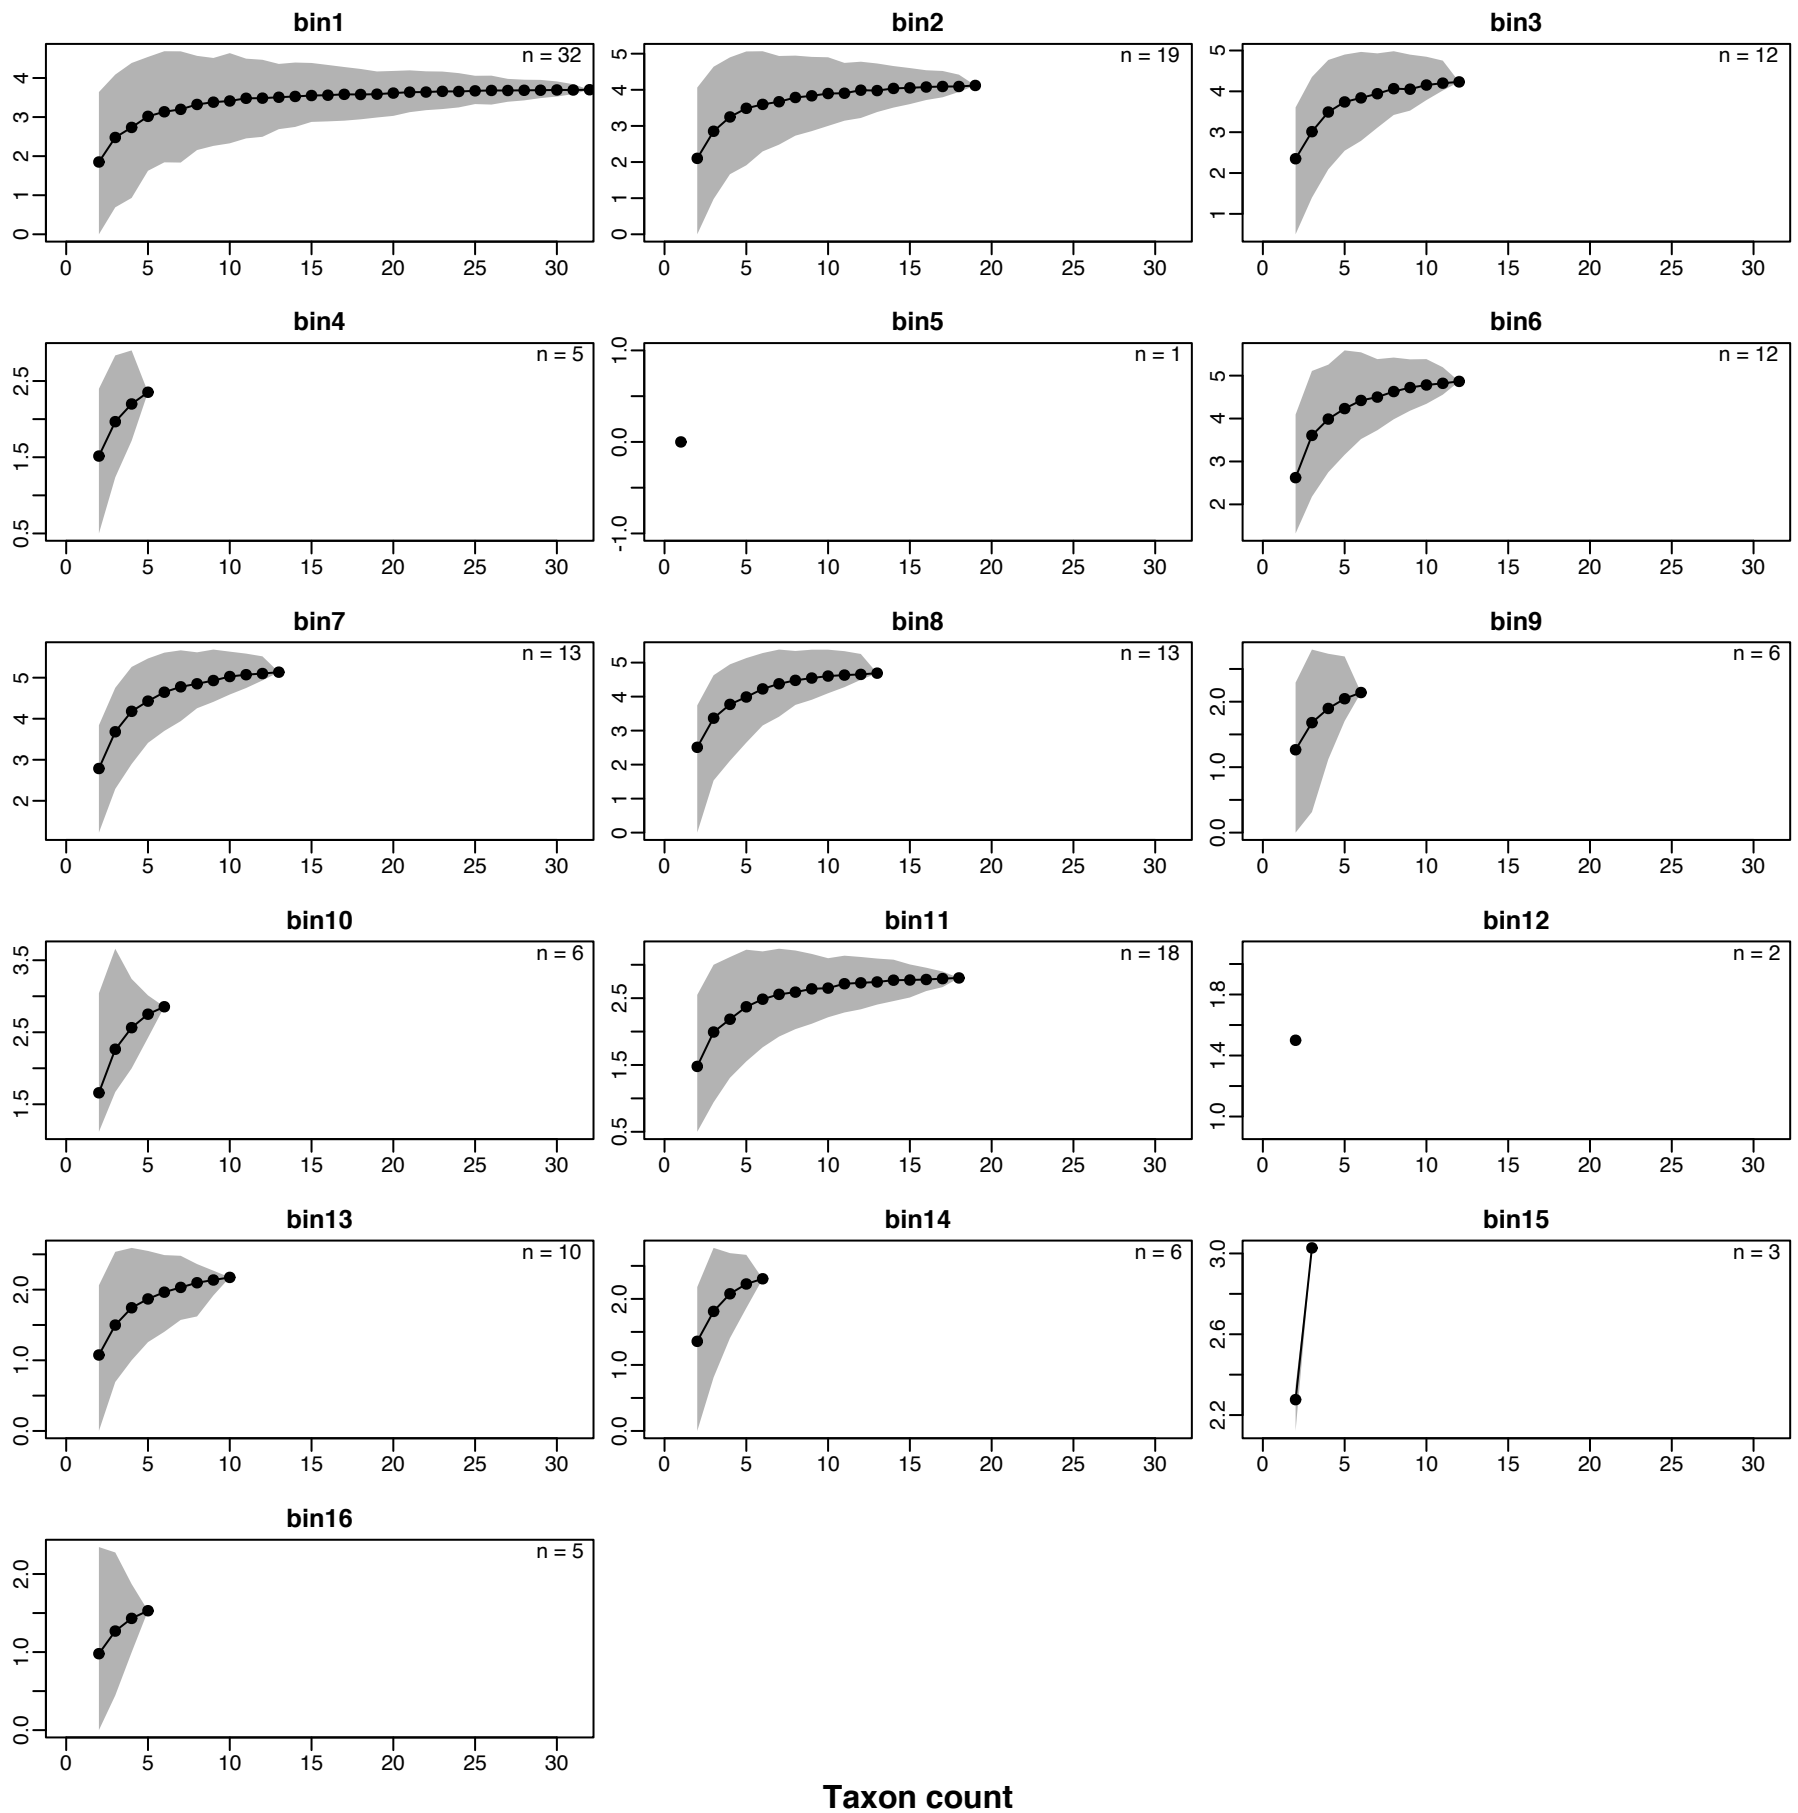 bin1 bin2 bin3
n = 32 n = 19 n = 12
0 1 2 3 4
0 1 2 3 4 5
1 2 3 4 5
0 5 10 15 20 25 30 0 5 10 15 20 25 30 0 5 10 15 20 25 30
bin4 bin5 bin6
n = 5 n = 1 n = 12
0.5 1.5 2.5
-1.0 0.0 1.0
2 3 4 5
0 5 10 15 20 25 30 0 5 10 15 20 25 30 0 5 10 15 20 25 30
bin7 bin8 bin9
n = 13 n = 13 n = 6
2 3 4 5
0 1 2 3 4 5
0.0 1.0 2.0
0 5 10 15 20 25 30 0 5 10 15 20 25 30 0 5 10 15 20 25 30
bin10 bin11 bin12
n = 6 n = 18 n = 2
1.5 2.5 3.5
0.5 1.5 2.5
1.0 1.4 1.8
0 5 10 15 20 25 30 0 5 10 15 20 25 30 0 5 10 15 20 25 30
bin13 bin14 bin15
n = 10 n = 6 n = 3
0.0 1.0 2.0
0.0 1.0 2.0
2.2 2.6 3.0
0 5 10 15 20 25 30 0 5 10 15 20 25 30 0 5 10 15 20 25 30
bin16
n = 5
0.0 1.0 2.0
0 5 10 15 20 25 30
Taxon count